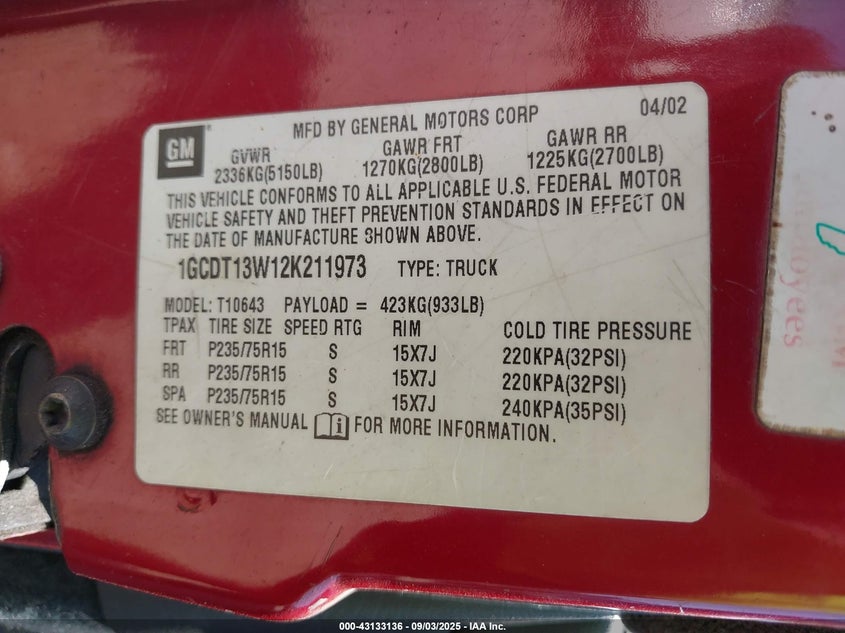 04/02
MFD BY GENERAL MOTORS CORP
GM
GVWR GAWR FRT GAWR RR
2336KG(5150LB) 1270KG(2800LB) 1225KG(2700LB)
THIS VEHICLE CONFORMS TO ALL APPLICABLE U.S. FEDERAL MOTOR
VEHICLE SAFETY AND THEFT PREVENTION STANDARDS IN EFFECT ON
THE DATE OF MANUFACTURE SHOWN ABOVE.
1GCDT13W12K211973 TYPE: TRUCK
MODEL: T10643 PAYLOAD = 423KG(933LB)
TPAX TIRE SIZE SPEED RTG RIM COLD TIRE PRESSURE
FRT P235/75R15 S 15X7J 220KPA(32PSI)
RR P235/75R15 S 15X7J 220KPA(32PSI)
SPA P235/75R15 S 15X7J 240KPA(35PSI)
SEE OWNER'S MANUAL FOR MORE INFORMATION.
000-43133136 - 09/03/2025 - IAA Inc.